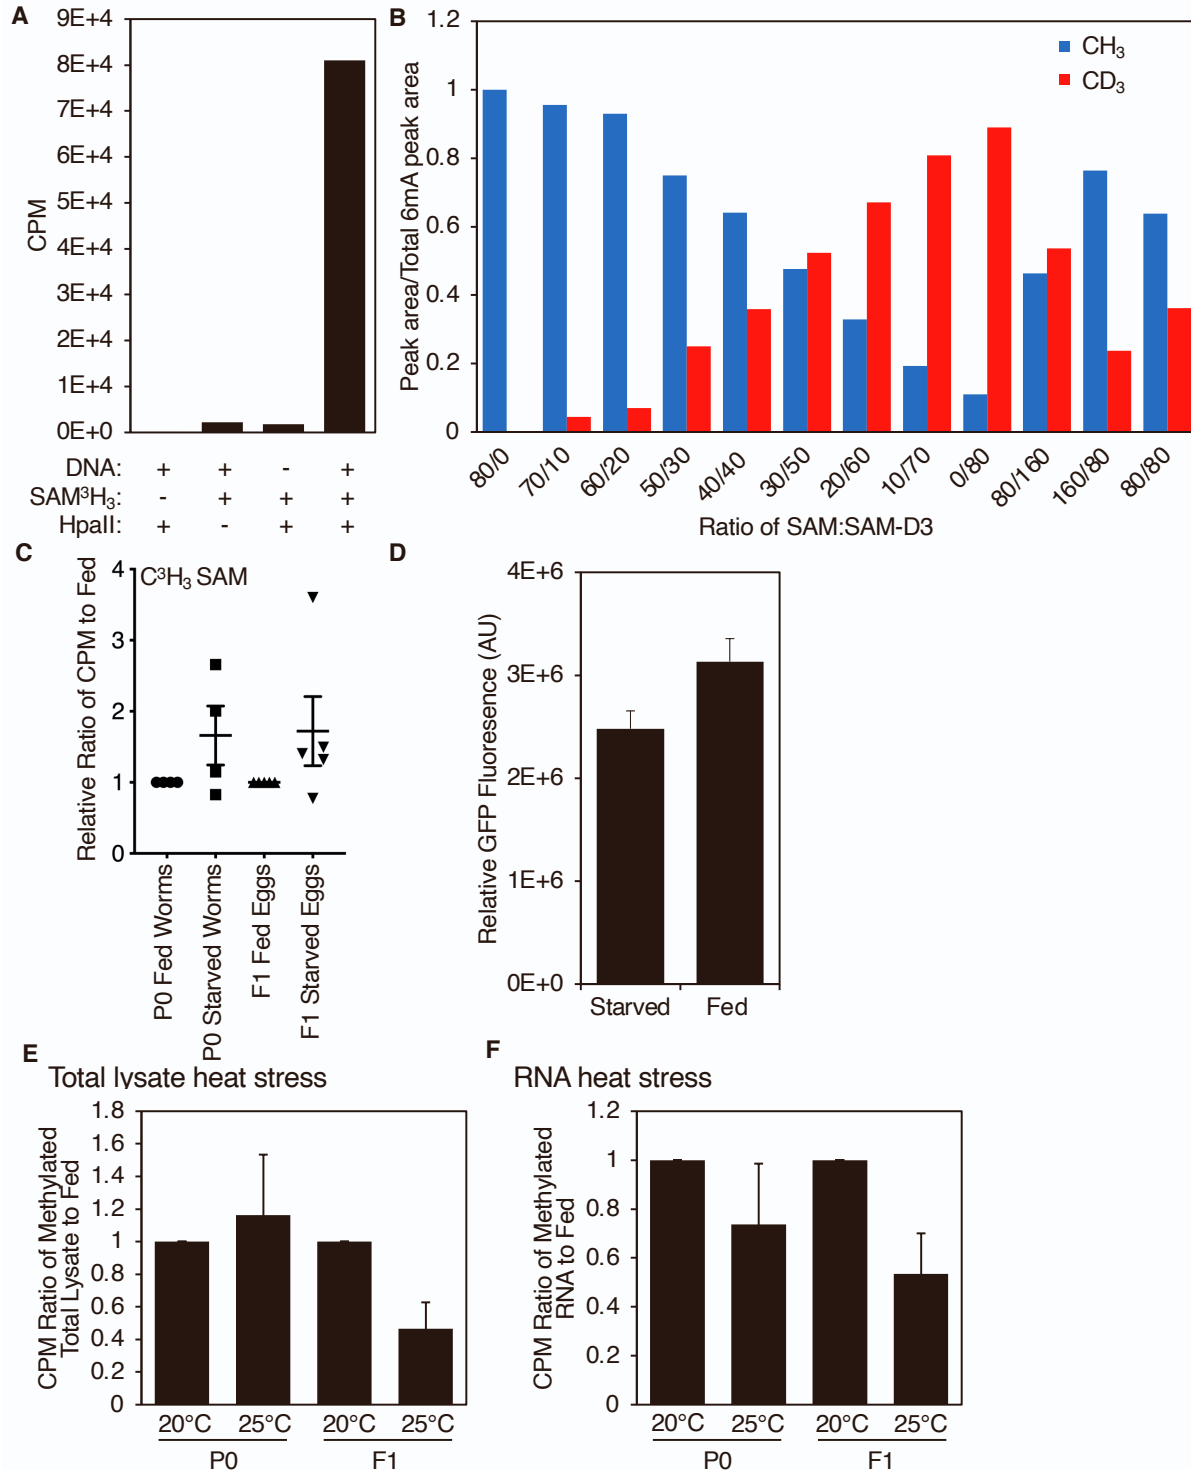 A
9E+4
8E+4
7E+4
6E+4
5E+4
4E+4
3E+4
2E+4
1E+4
0E+0
CPM
DNA: + + - +
SAM³H₃: - + + +
HpaII: + - + +
B
1.2
1
0.8
0.6
0.4
0.2
0
Peak area/Total 6mA peak area
CH₃
CD₃
80/0 70/10 60/20 50/30 40/40 30/50 20/60 10/70 0/80 80/160 160/80 80/80
Ratio of SAM:SAM-D3
C
C³H₃ SAM
4
3
2
1
0
Relative Ratio of CPM to Fed
P0 Fed Worms
P0 Starved Worms
F1 Fed Eggs
F1 Starved Eggs
D
4E+6
3E+6
2E+6
1E+6
0E+0
Relative GFP Fluoresence (AU)
Starved Fed
E
Total lysate heat stress
1.8
1.6
1.4
1.2
1
0.8
0.6
0.4
0.2
0
CPM Ratio of Methylated
Total Lysate to Fed
20°C 25°C 20°C 25°C
P0 F1
F
RNA heat stress
1.2
1
0.8
0.6
0.4
0.2
0
CPM Ratio of Methylated
RNA to Fed
20°C 25°C 20°C 25°C
P0 F1